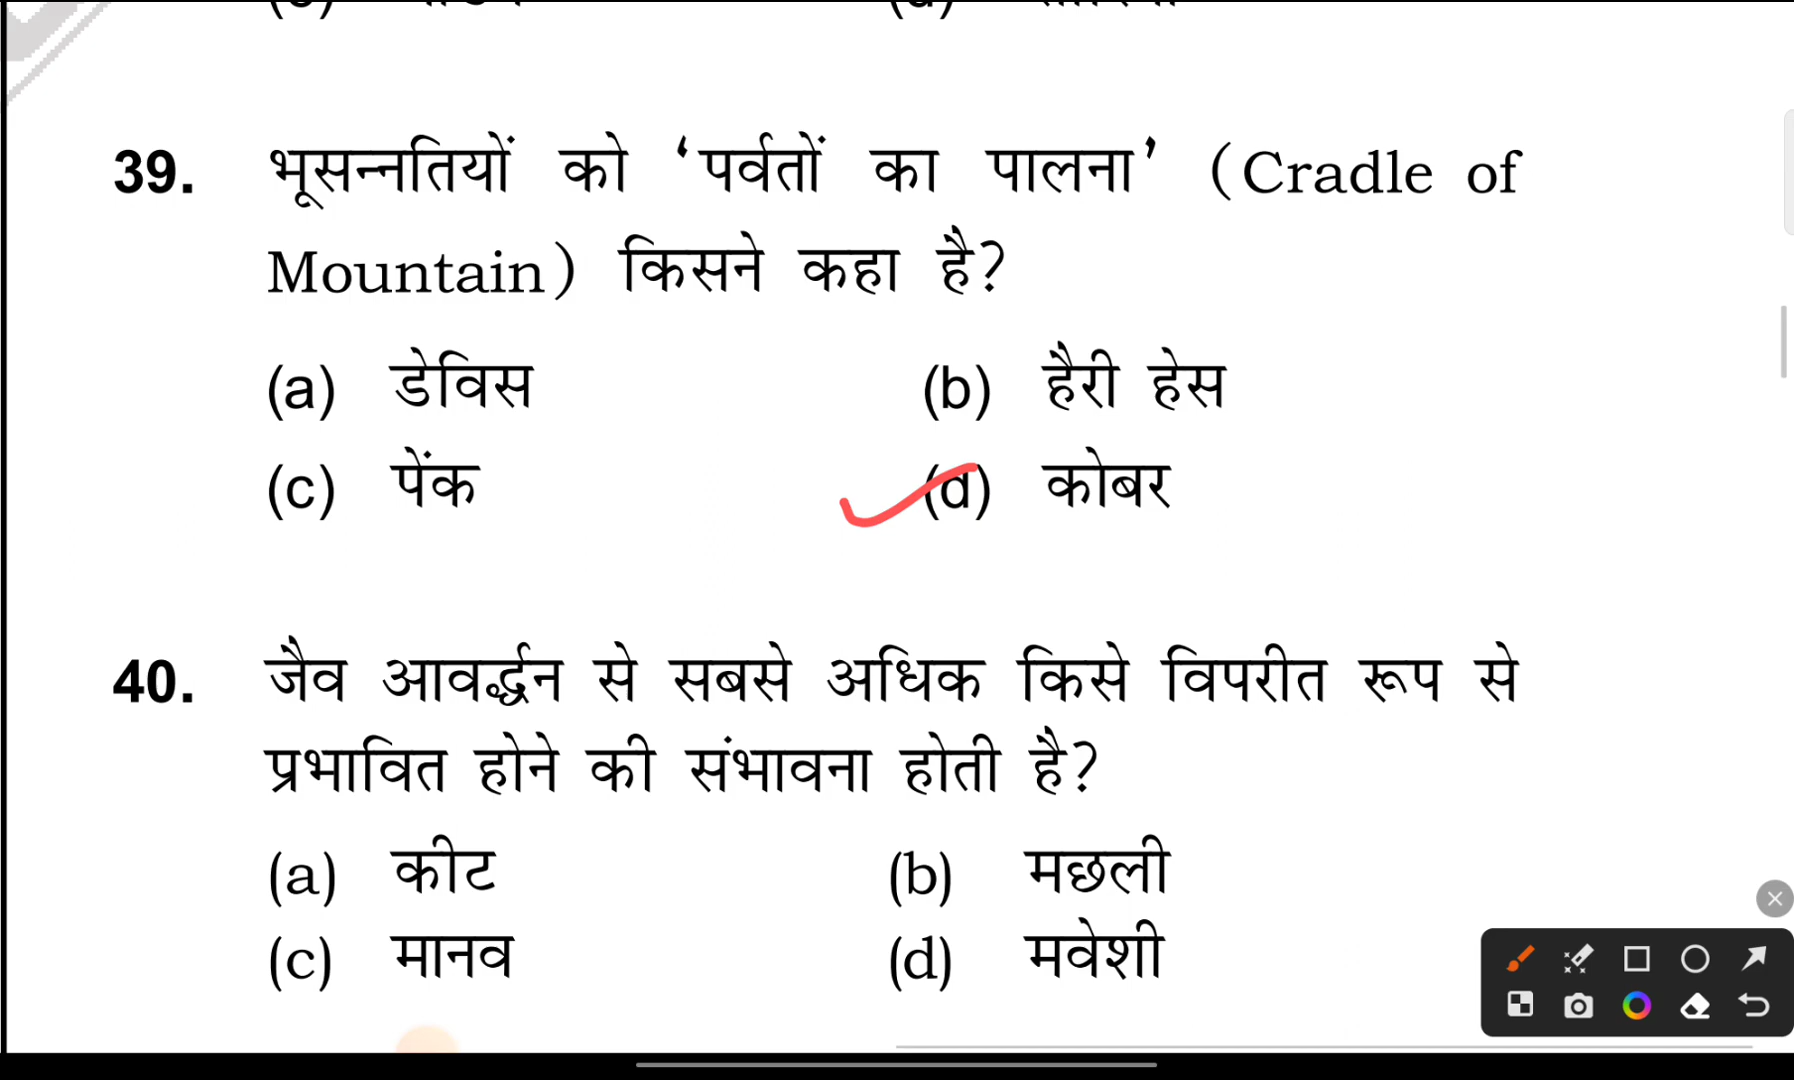 39. भूसन्नतियों को ‘पर्वतों का पालना’ (Cradle of
Mountain) किसने कहा है?
(a) डेविस (b) हैरी हेस
(c) पेंक (d) कोबर
40. जैव आवर्द्धन से सबसे अधिक किसे विपरीत रूप से
प्रभावित होने की संभावना होती है?
(a) कीट (b) मछली
(c) मानव (d) मवेशी